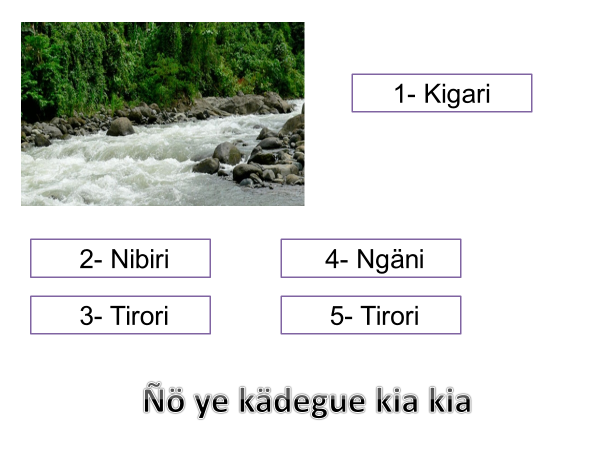 1- Kigari
2- Nibiri
4- Ngäni
3- Tirori
5- Tirori
Ñö ye kädegue kia kia